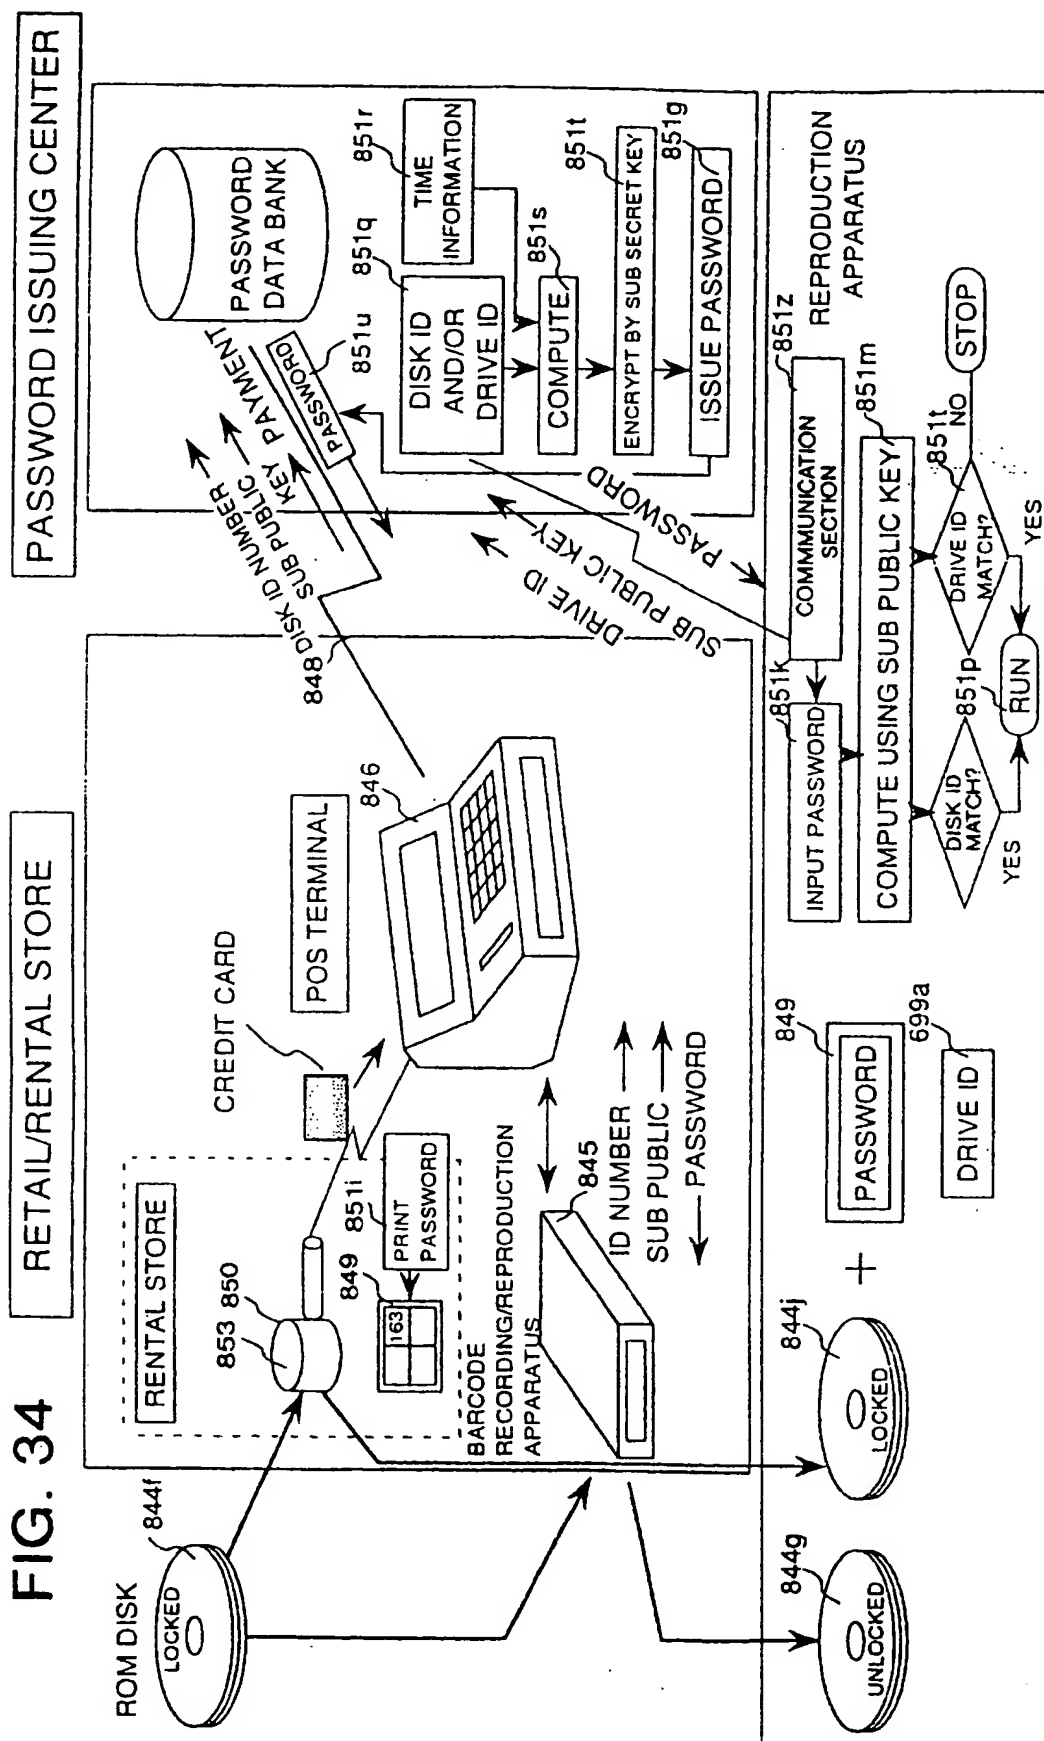 FIG. 34
RETAIL/RENTAL STORE
PASSWORD ISSUING CENTER
ROM DISK
844f
LOCKED
RENTAL STORE
853
850
849
163
851i
PRINT
PASSWORD
BARCODE
RECORDING/REPRODUCTION
APPARATUS
CREDIT CARD
POS TERMINAL
846
845
ID NUMBER
SUB PUBLIC
PASSWORD
848
DISK ID NUMBER
SUB PUBLIC
KEY
PAYMENT
PASSWORD
851u
PASSWORD
DATA BANK
851q
DISK ID
AND/OR
DRIVE ID
851r
TIME
INFORMATION
851s
COMPUTE
851t
ENCRYPT BY SUB SECRET KEY
851g
ISSUE PASSWORD
PASSWORD
SUB PUBLIC KEY
DRIVE ID
844g
UNLOCKED
844j
LOCKED
+
849
PASSWORD
699a
DRIVE ID
REPRODUCTION
APPARATUS
851z
COMMMUNICATION
SECTION
851k
INPUT PASSWORD
851m
COMPUTE USING SUB PUBLIC KEY
DISK ID
MATCH?
YES
851p
RUN
851t
DRIVE ID
MATCH?
NO
STOP
YES